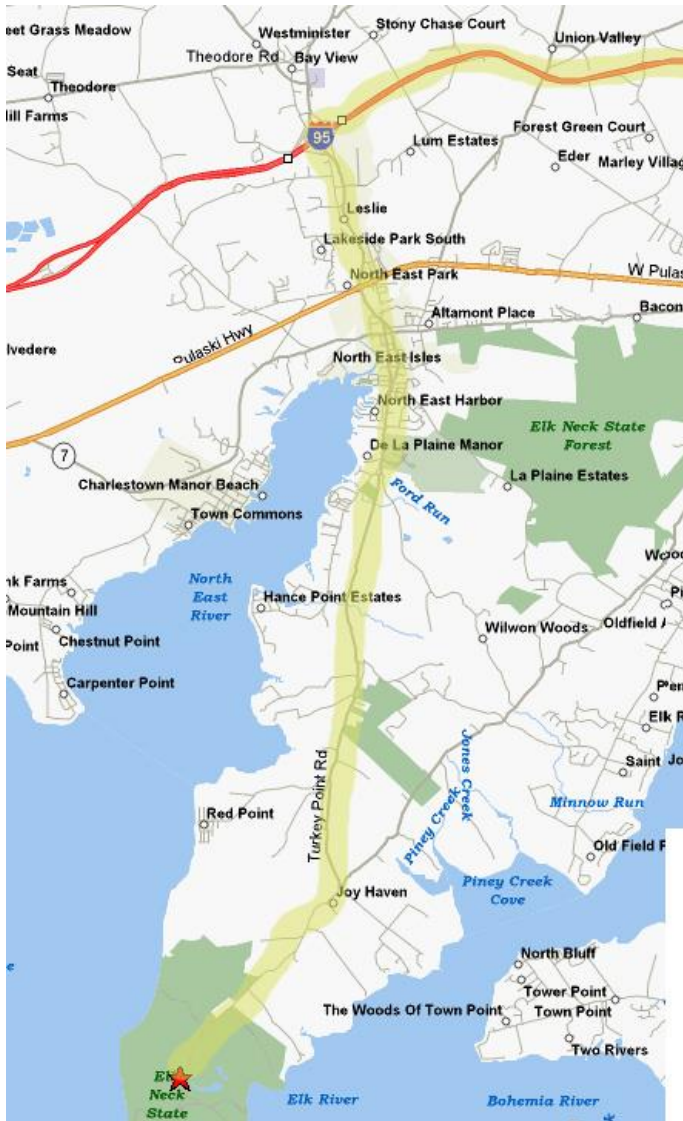 eet Grass Meadow
Westminister
Stony Chase Court
Union Valley
Theodore Rd
Bay View
Seat
Theodore
ill Farms
95
Lum Estates
Forest Green Court
Eder
Marley Villag
Leslie
Lakeside Park South
North East Park
W Pulas
Altamont Place
Bacon
Pulaski Hwy
elvedere
North East Isles
North East Harbor
Elk Neck State
Forest
7
De La Plaine Manor
La Plaine Estates
Charlestown Manor Beach
Ford Run
Town Commons
North
East
River
nk Farms
Mountain Hill
Hance Point Estates
Point
Chestnut Point
Wilwon Woods
Oldfield
Carpenter Point
Elk R
Turkey Point Rd
Jones Creek
Saint
Jo
Piney Creek
Minnow Run
Red Point
Old Field P
Piney Creek
Cove
Joy Haven
North Bluff
Tower Point
The Woods Of Town Point
Town Point
Two Rivers
Elk
Neck
State
Elk River
Bohemia River